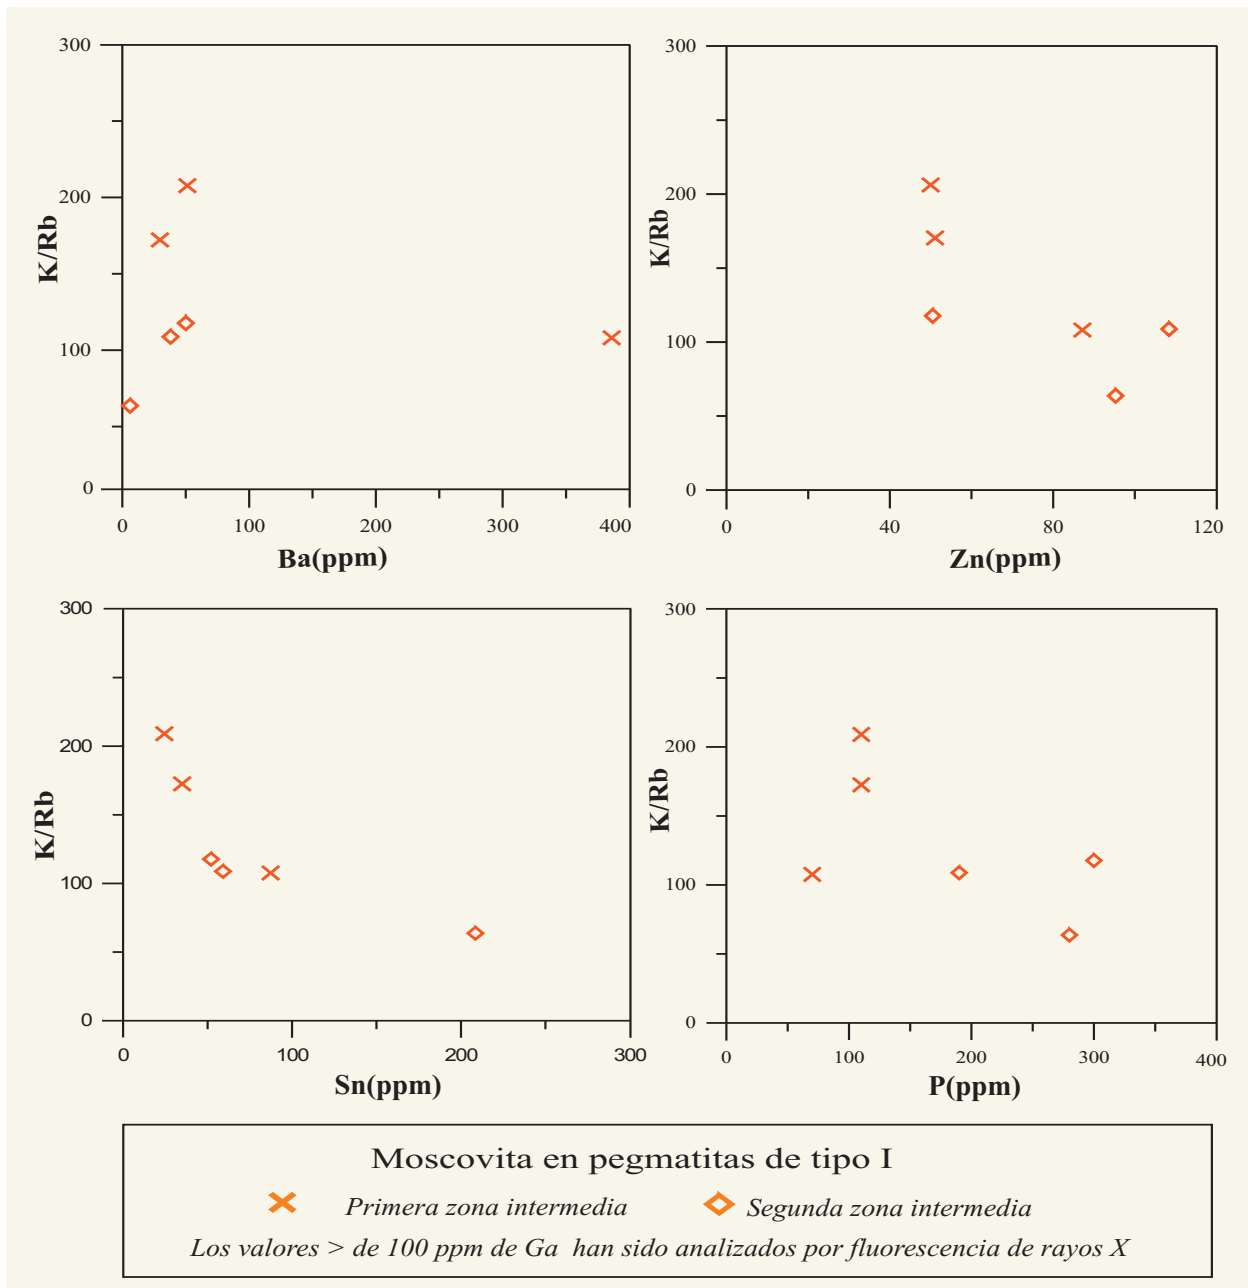 300
200
100
0
K/Rb
0
100
200
300
400
Ba(ppm)
300
200
100
0
K/Rb
0
40
80
120
Zn(ppm)
300
200
100
0
K/Rb
0
100
200
300
Sn(ppm)
300
200
100
0
K/Rb
0
100
200
300
400
P(ppm)
Moscovita en pegmatitas de tipo I
Primera zona intermedia
Segunda zona intermedia
Los valores > de 100 ppm de Ga han sido analizados por fluorescencia de rayos X